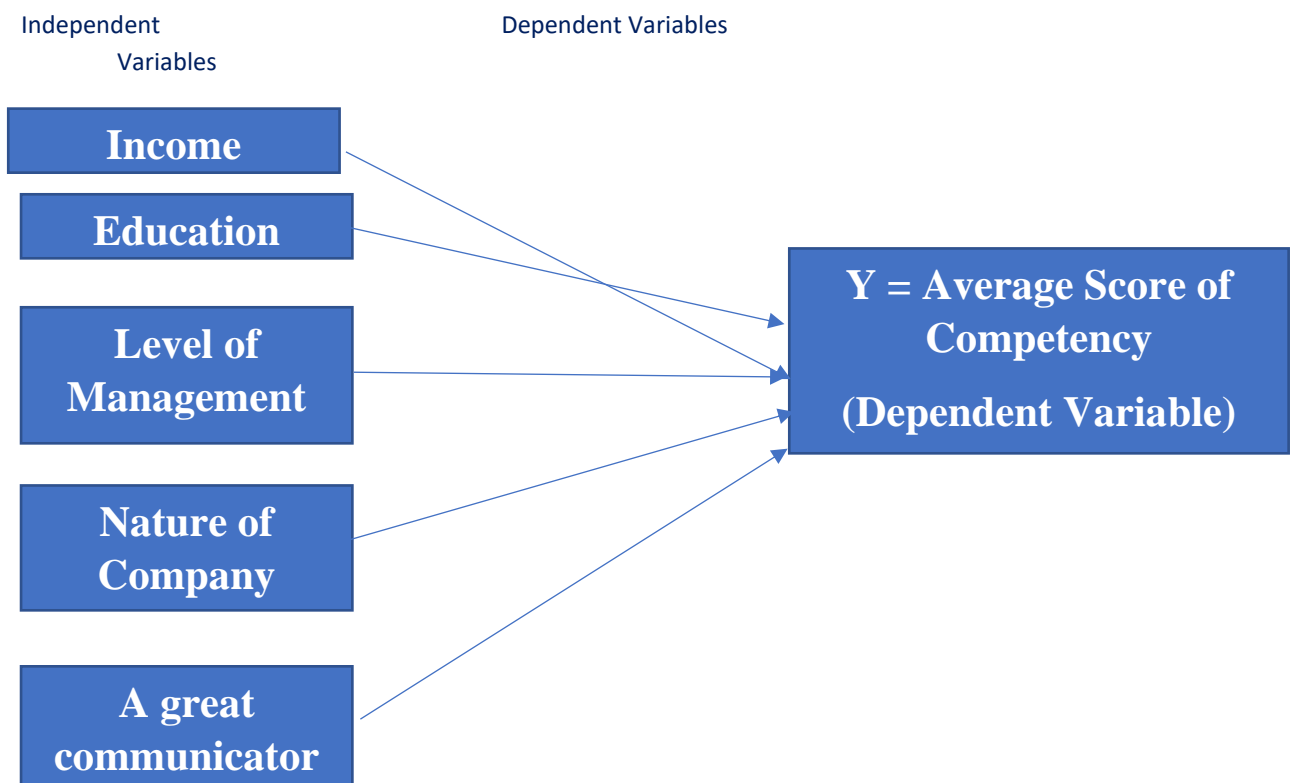 Independent
Variables
Dependent Variables
Income
Education
Level of
Management
Nature of
Company
A great
communicator
Y = Average Score of
Competency
(Dependent Variable)